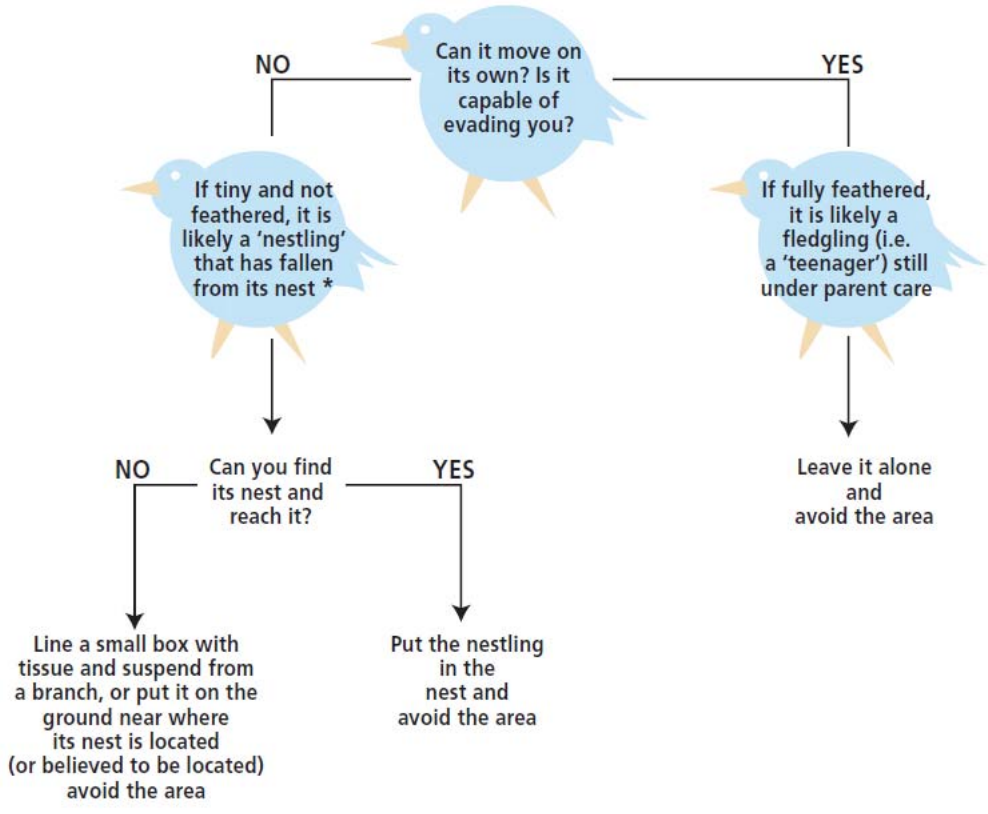 Can it move on
its own? Is it
capable of
evading you?
NO
YES
If tiny and not
feathered, it is
likely a ‘nestling’
that has fallen
from its nest *
If fully feathered,
it is likely a
fledgling (i.e.
a ‘teenager’) still
under parent care
NO
Can you find
its nest and
reach it?
YES
Leave it alone
and
avoid the area
Line a small box with
tissue and suspend from
a branch, or put it on the
ground near where
its nest is located
(or believed to be located)
avoid the area
Put the nestling
in the
nest and
avoid the area